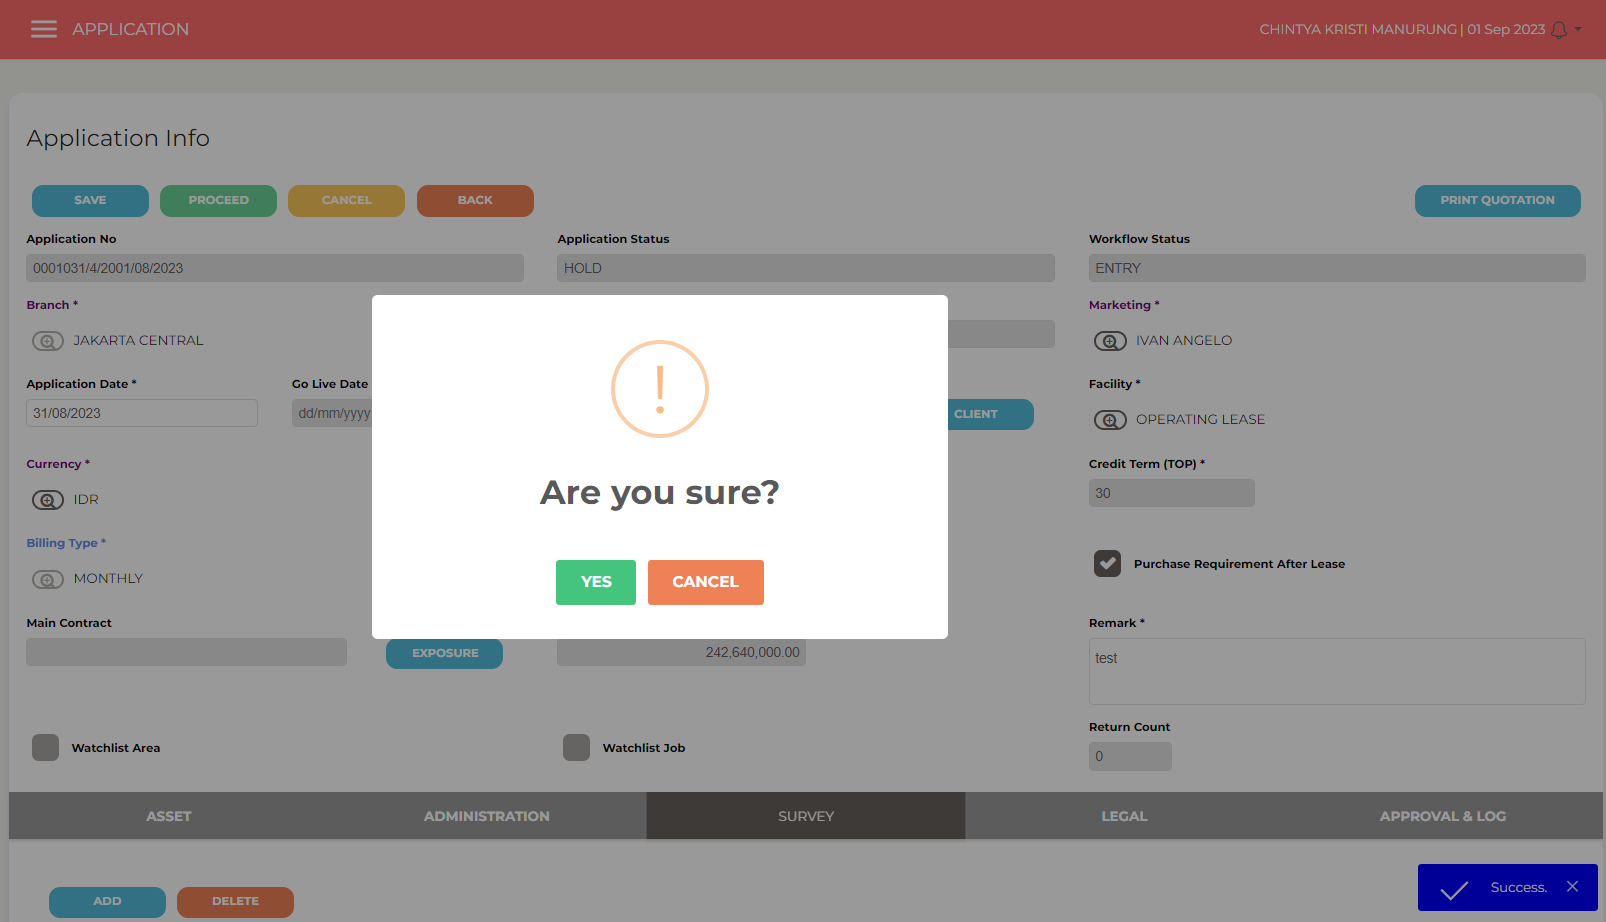 APPLICATION
CHINTYA KRISTI MANURUNG | 01 Sep 2023
Application Info
SAVE PROCEED CANCEL BACK PRINT QUOTATION
Application No Application Status Workflow Status
0001031/4/2001/08/2023 HOLD ENTRY
Branch * Marketing *
JAKARTA CENTRAL IVAN ANGELO
Application Date * Go Live Date Facility *
31/08/2023 dd/mm/yyyy CLIENT OPERATING LEASE
Currency * Credit Term (TOP) *
IDR 30
Are you sure?
Billing Type *
MONTHLY Purchase Requirement After Lease
YES CANCEL
Main Contract Remark *
EXPOSURE 242,640,000.00 test
Return Count
Watchlist Area Watchlist Job 0
ASSET ADMINISTRATION SURVEY LEGAL APPROVAL & LOG
ADD DELETE Success.